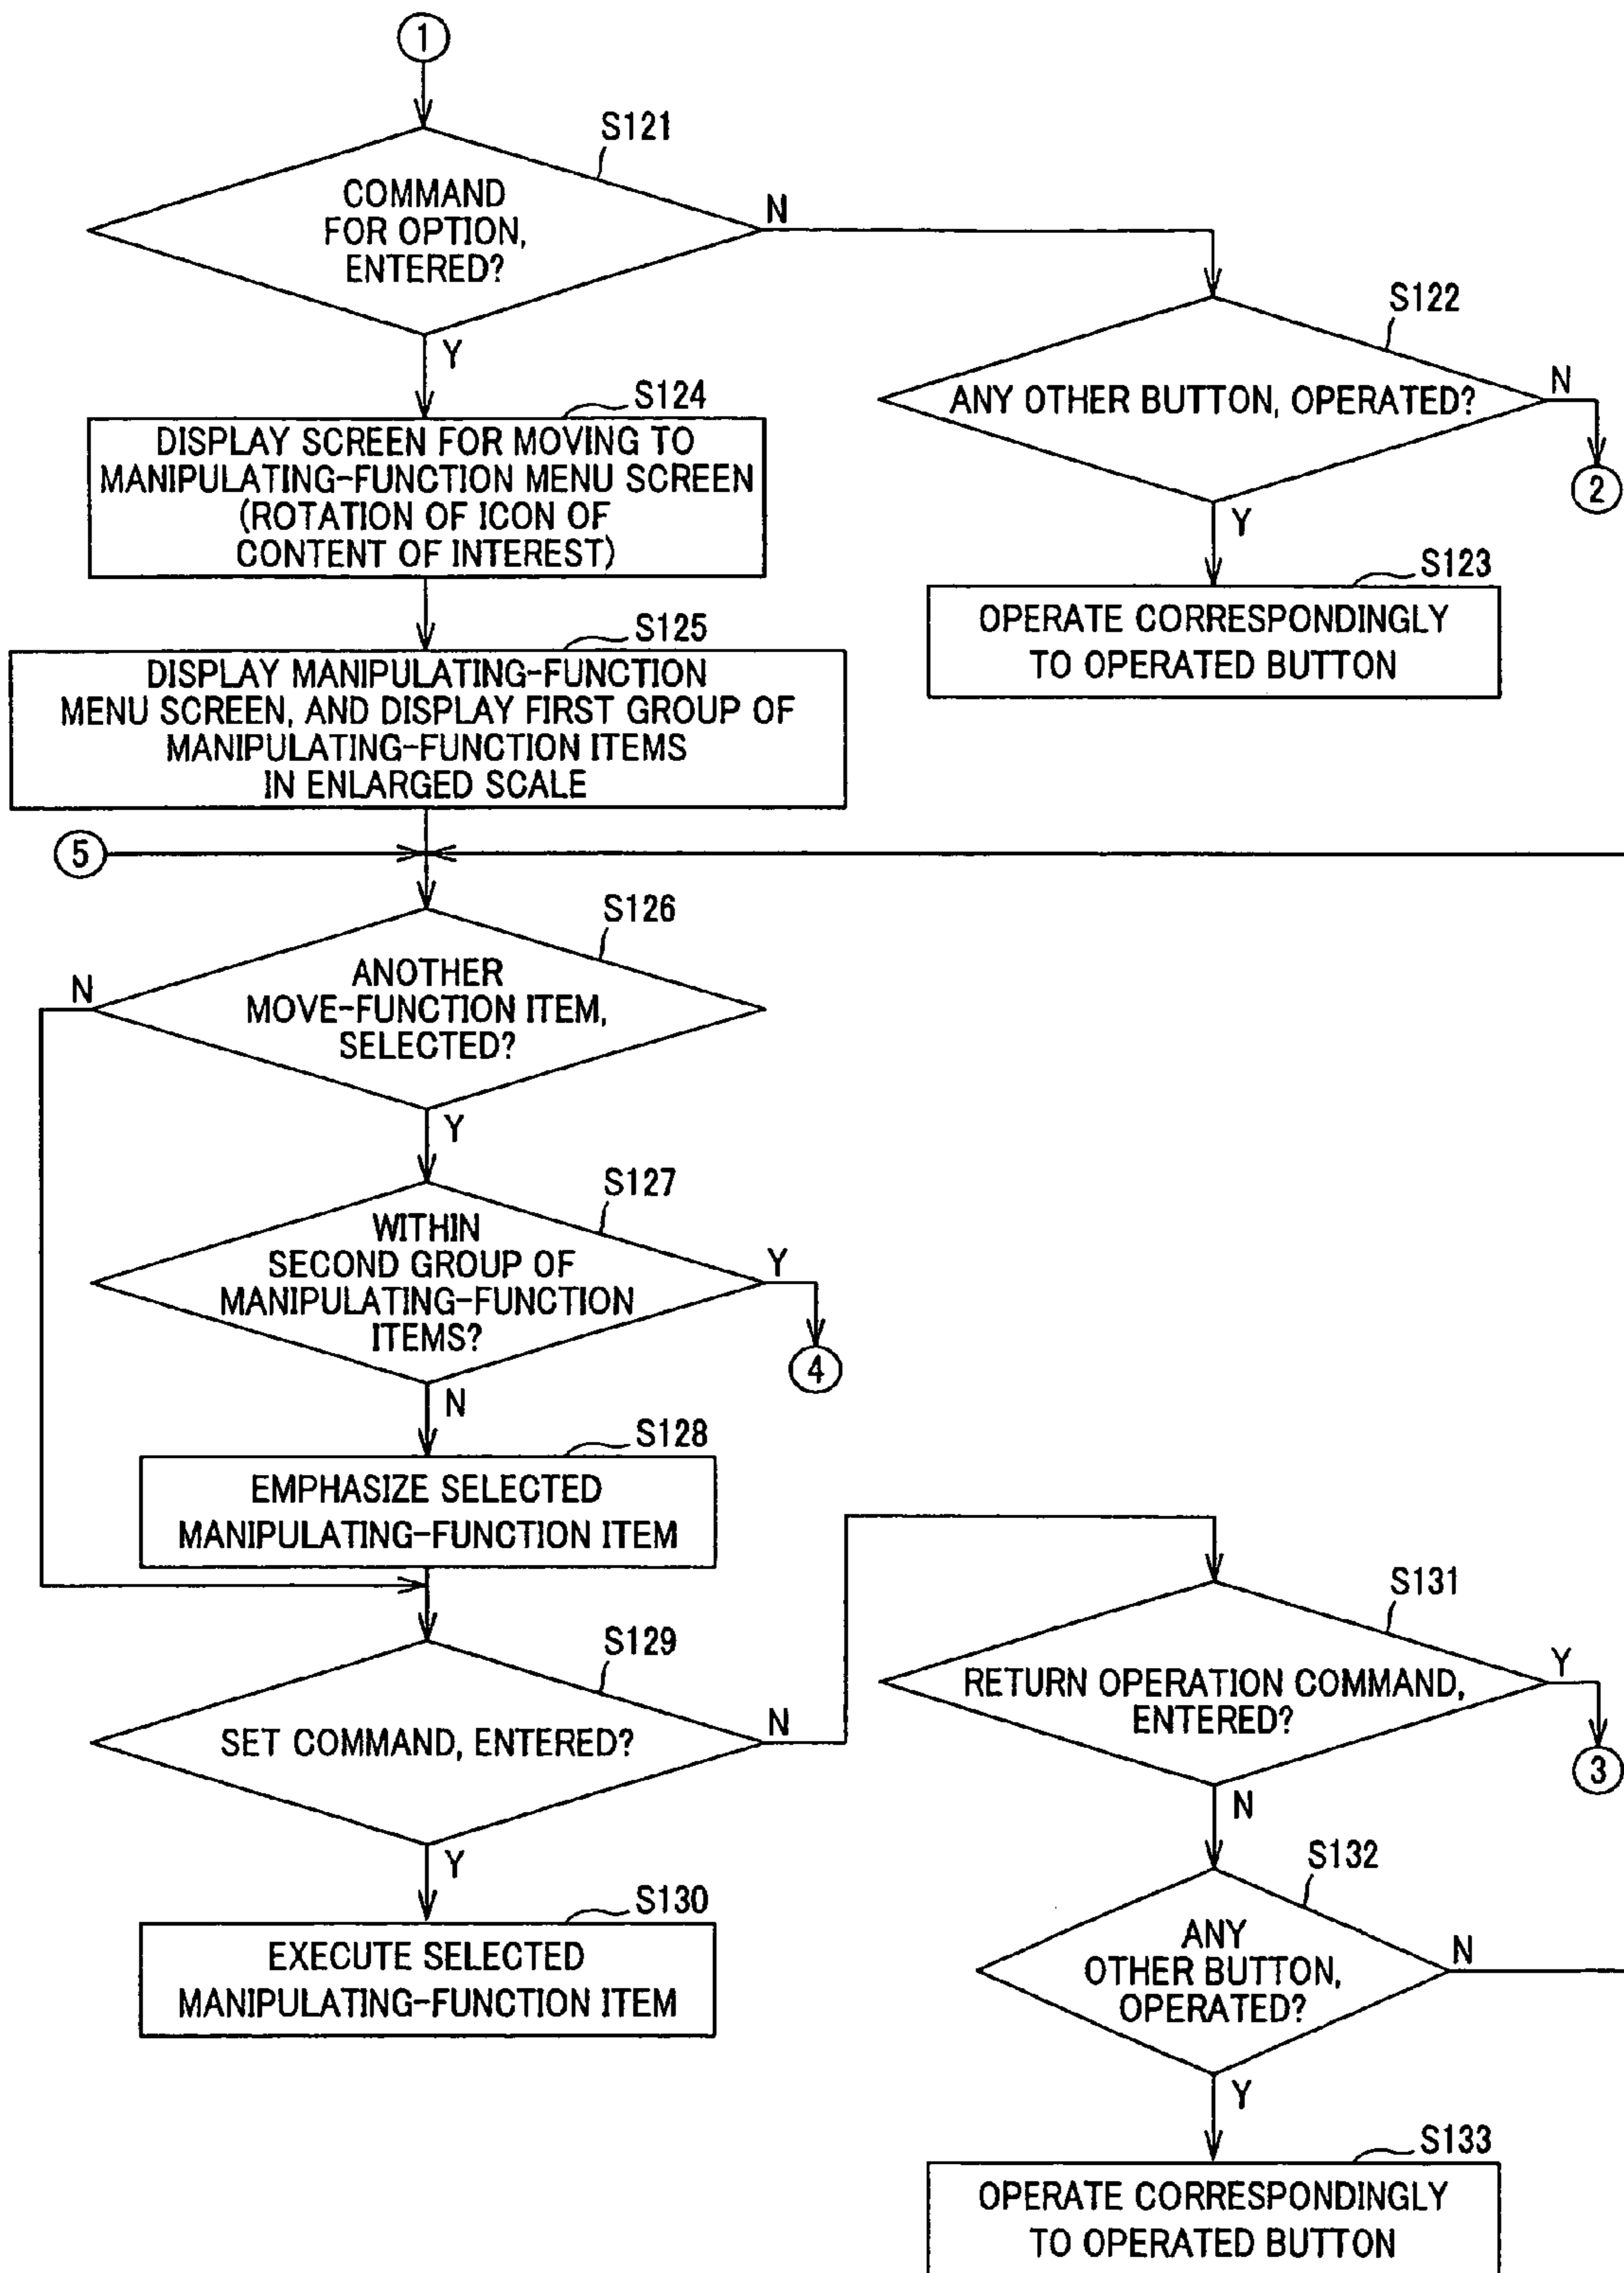 1
S121
COMMAND
FOR OPTION,
ENTERED?
N
Y
S122
ANY OTHER BUTTON, OPERATED?
N
2
Y
S123
OPERATE CORRESPONDINGLY
TO OPERATED BUTTON
S124
DISPLAY SCREEN FOR MOVING TO
MANIPULATING-FUNCTION MENU SCREEN
(ROTATION OF ICON OF
CONTENT OF INTEREST)
S125
DISPLAY MANIPULATING-FUNCTION
MENU SCREEN, AND DISPLAY FIRST GROUP OF
MANIPULATING-FUNCTION ITEMS
IN ENLARGED SCALE
5
S126
ANOTHER
MOVE-FUNCTION ITEM,
SELECTED?
N
Y
S127
WITHIN
SECOND GROUP OF
MANIPULATING-FUNCTION
ITEMS?
Y
4
N
S128
EMPHASIZE SELECTED
MANIPULATING-FUNCTION ITEM
S129
SET COMMAND, ENTERED?
N
Y
S130
EXECUTE SELECTED
MANIPULATING-FUNCTION ITEM
S131
RETURN OPERATION COMMAND,
ENTERED?
Y
3
N
S132
ANY
OTHER BUTTON,
OPERATED?
N
Y
S133
OPERATE CORRESPONDINGLY
TO OPERATED BUTTON